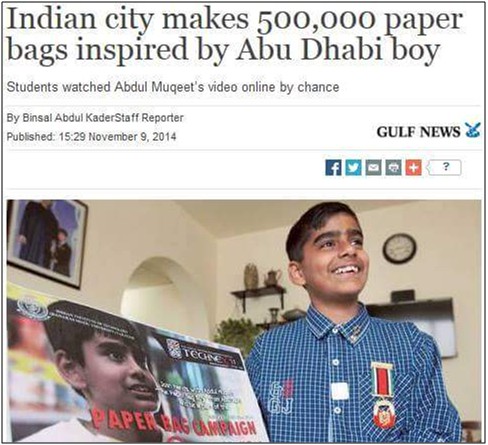 Indian city makes 500,000 paper
bags inspired by Abu Dhabi boy
Students watched Abdul Muqeet's video online by chance
By Binsal Abdul KaderStaff Reporter
Published: 15:29 November 9, 2014
GULF NEWS
?
TECHNE
PAPER BAG CAMPAIGN